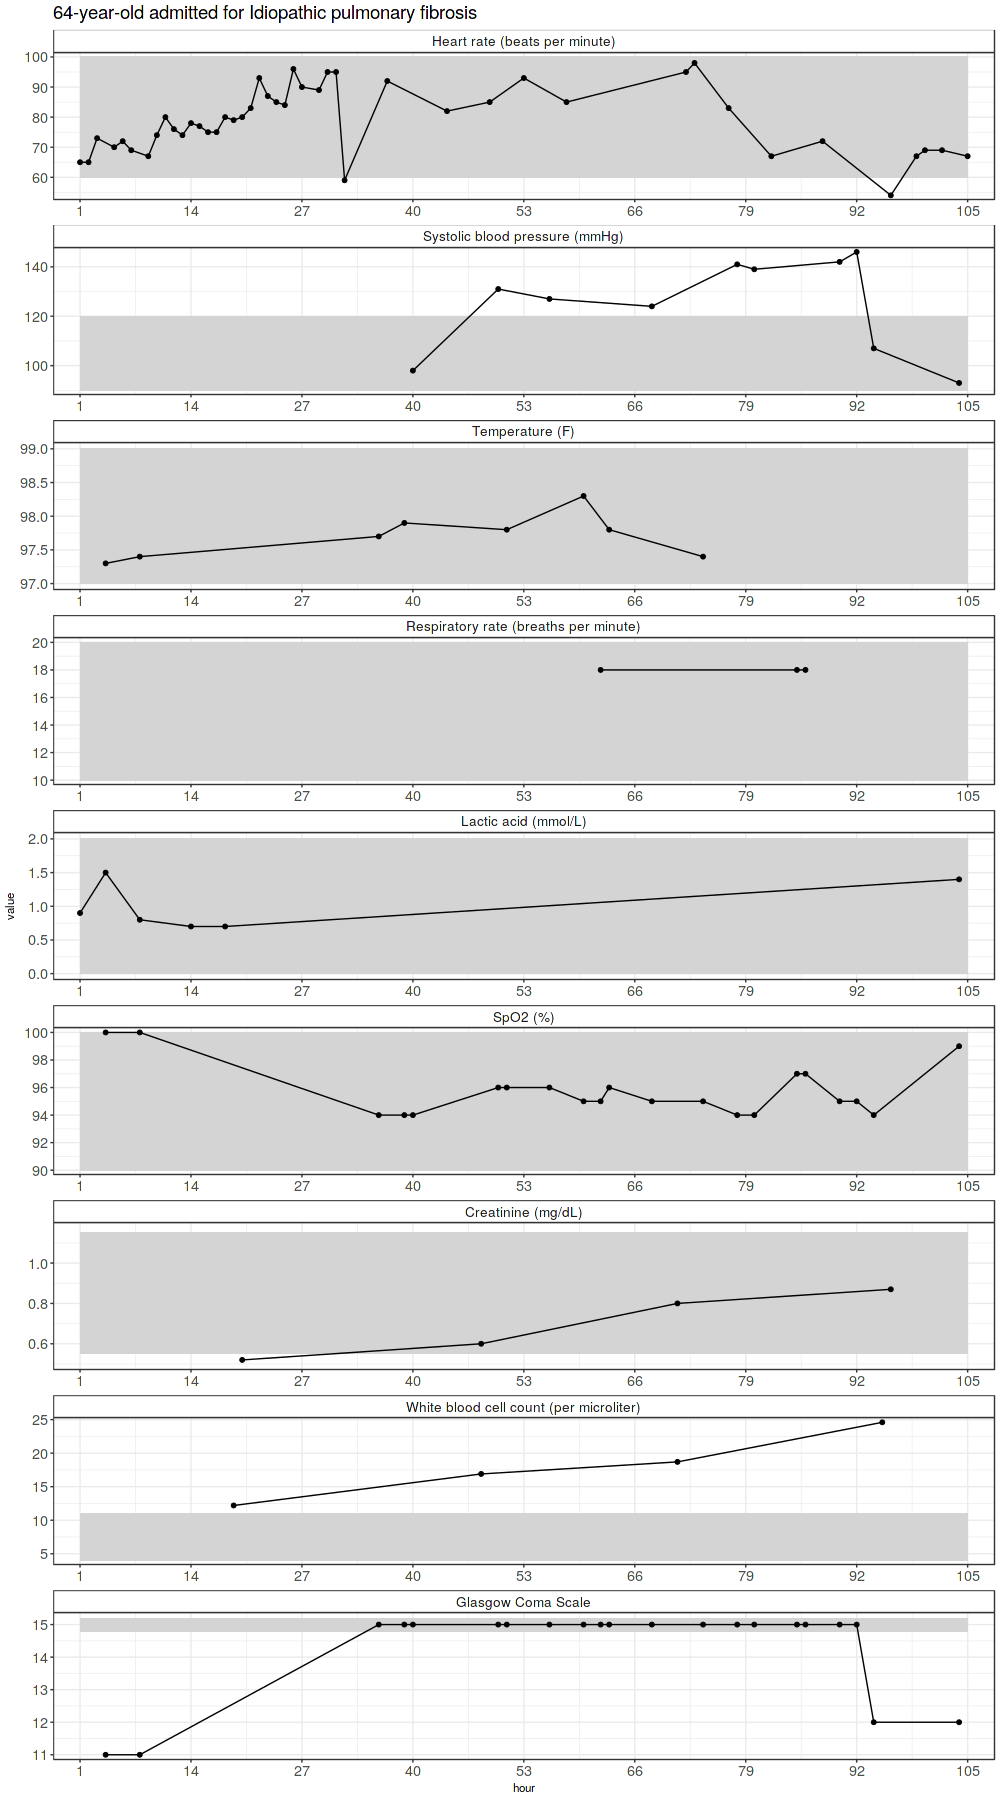 64-year-old admitted for Idiopathic pulmonary fibrosis
Heart rate (beats per minute)
100
90
80
70
60
1 14 27 40 53 66 79 92 105
Systolic blood pressure (mmHg)
140
120
100
1 14 27 40 53 66 79 92 105
Temperature (F)
99.0
98.5
98.0
97.5
97.0
1 14 27 40 53 66 79 92 105
Respiratory rate (breaths per minute)
20
18
16
14
12
10
1 14 27 40 53 66 79 92 105
Lactic acid (mmol/L)
2.0
1.5
1.0
0.5
0.0
1 14 27 40 53 66 79 92 105
value
SpO2 (%)
100
98
96
94
92
90
1 14 27 40 53 66 79 92 105
Creatinine (mg/dL)
1.0
0.8
0.6
1 14 27 40 53 66 79 92 105
White blood cell count (per microliter)
25
20
15
10
5
1 14 27 40 53 66 79 92 105
Glasgow Coma Scale
15
14
13
12
11
1 14 27 40 53 66 79 92 105
hour